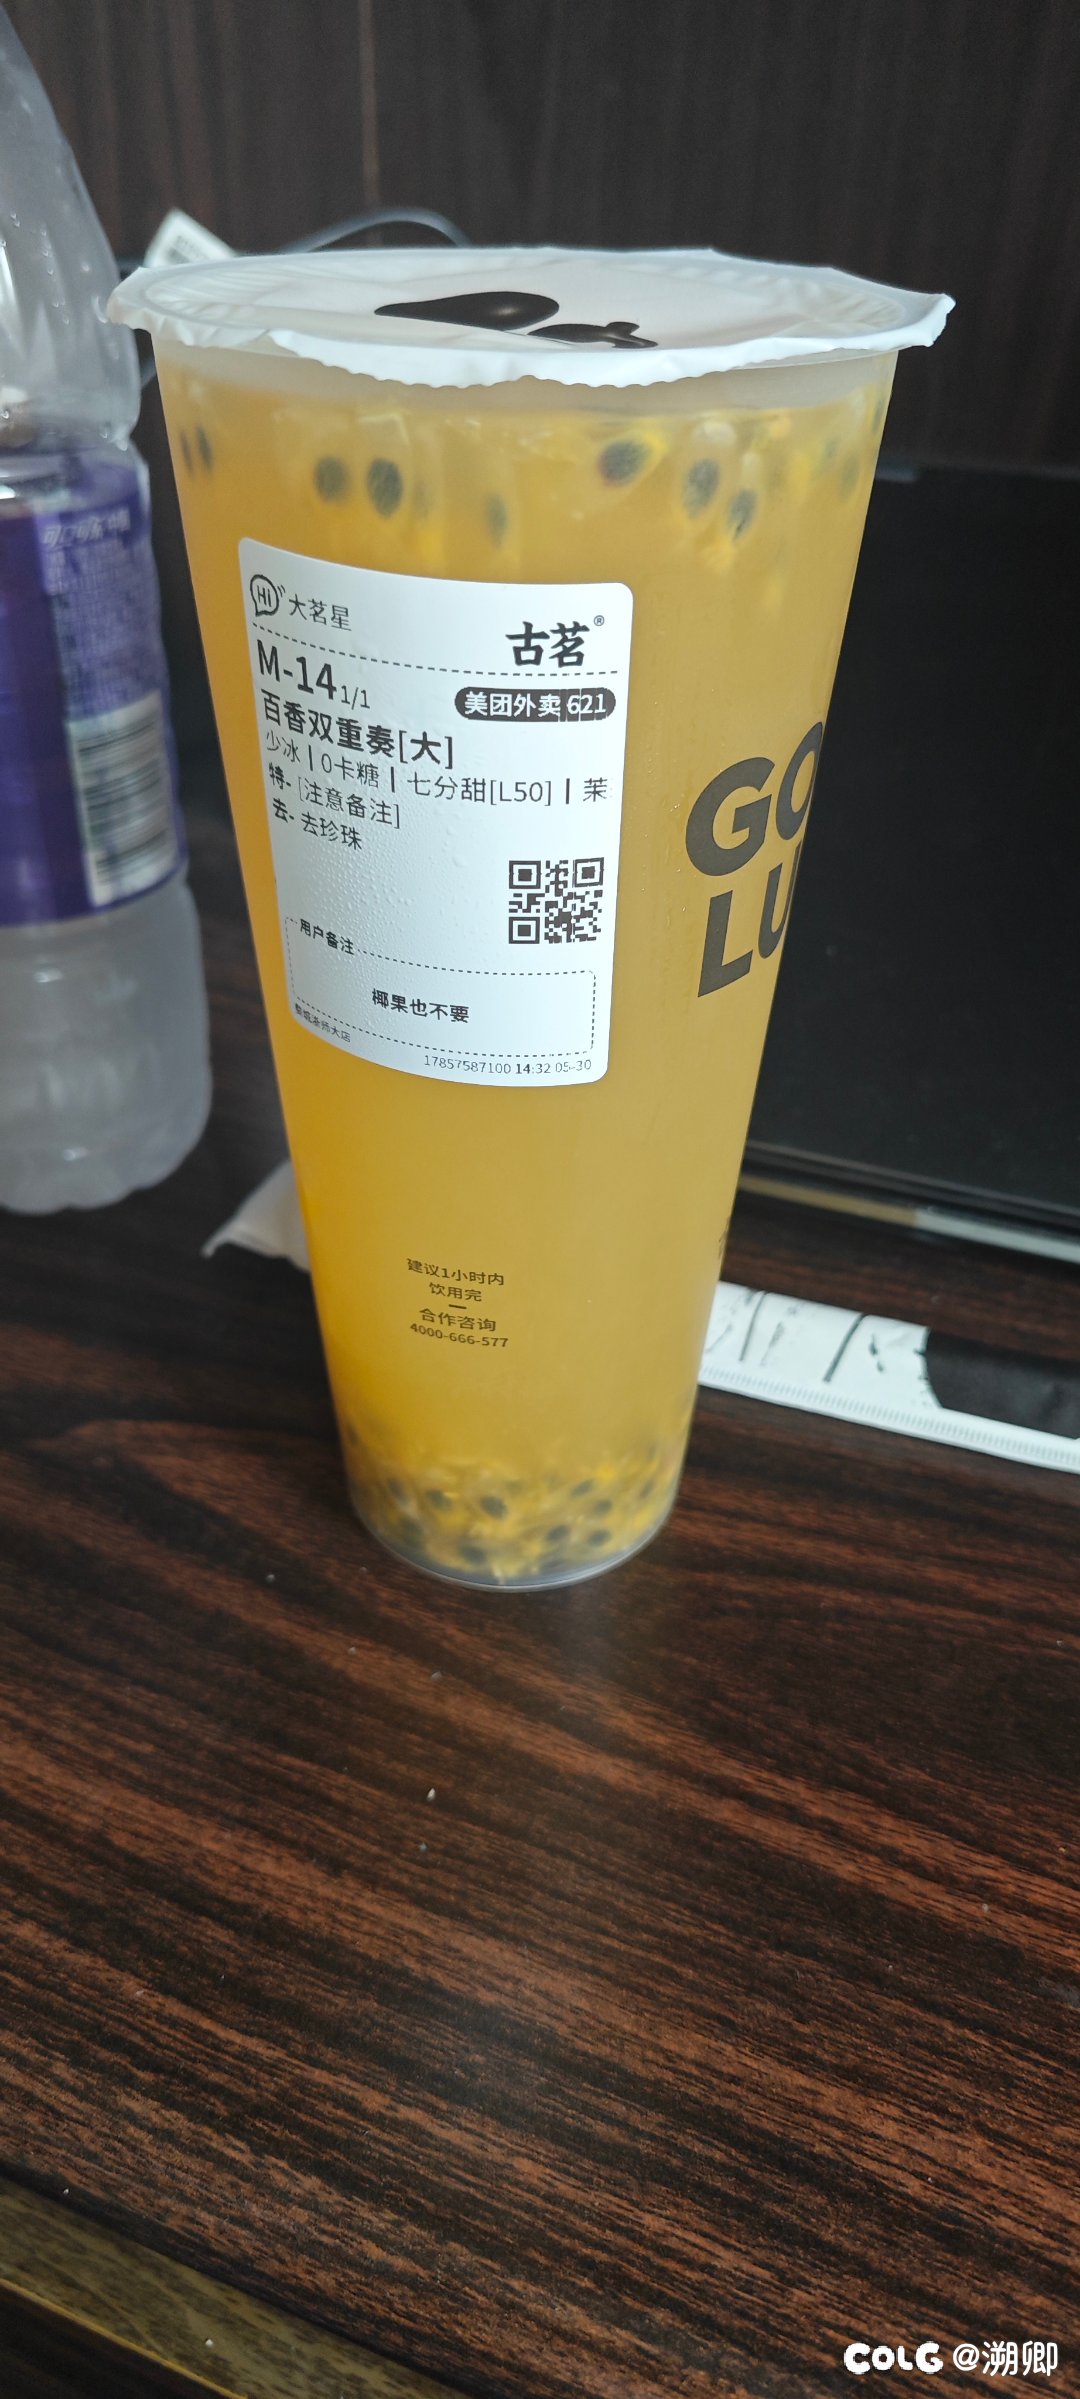 Hi 大茗星
古茗®
M-14 1/1
美团外卖 621
百香双重奏[大]
少冰 | 0卡糖 | 七分甜[L50] | 茉
特- [注意备注]
去- 去珍珠
用户备注
椰果也不要
17857587100 14:32 05-30
GO
LU
建议1小时内
饮用完
合作咨询
4000-666-577
COLG @溯卿